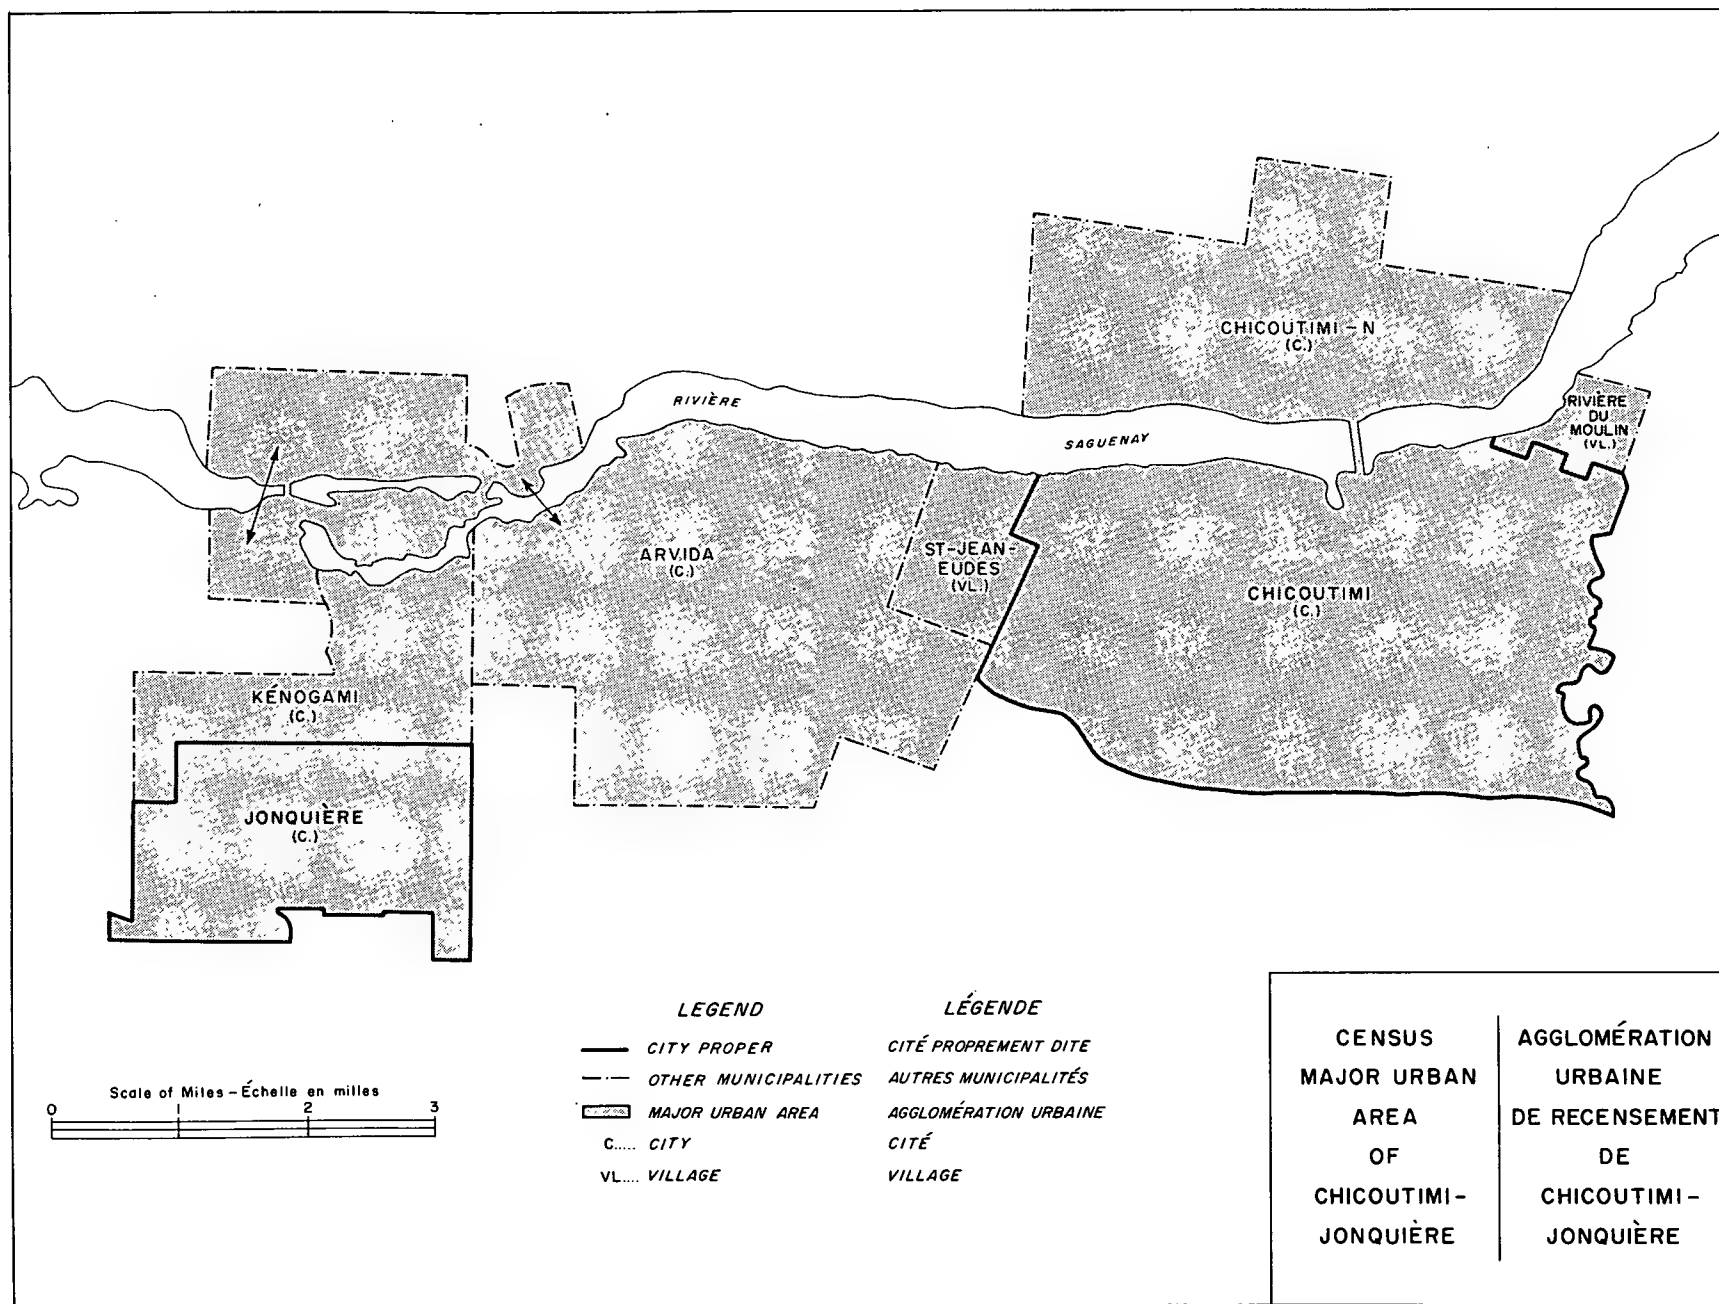 CHICOUTIMI - N
(C.)
RIVIÈRE
SAGUENAY
RIVIÈRE
DU
MOULIN
(VL.)
ARVIDA
(C.)
ST-JEAN-
EUDES
(VL.)
CHICOUTIMI
(C.)
KÉNOGAMI
(C.)
JONQUIÈRE
(C.)
LEGEND LÉGENDE
CITY PROPER CITÉ PROPREMENT DITE
OTHER MUNICIPALITIES AUTRES MUNICIPALITÉS
MAJOR URBAN AREA AGGLOMÉRATION URBAINE
C..... CITY CITÉ
VL.... VILLAGE VILLAGE
Scale of Miles - Échelle en milles
0 1 2 3
CENSUS
MAJOR URBAN
AREA
OF
CHICOUTIMI -
JONQUIÈRE
AGGLOMÉRATION
URBAINE
DE RECENSEMENT
DE
CHICOUTIMI -
JONQUIÈRE